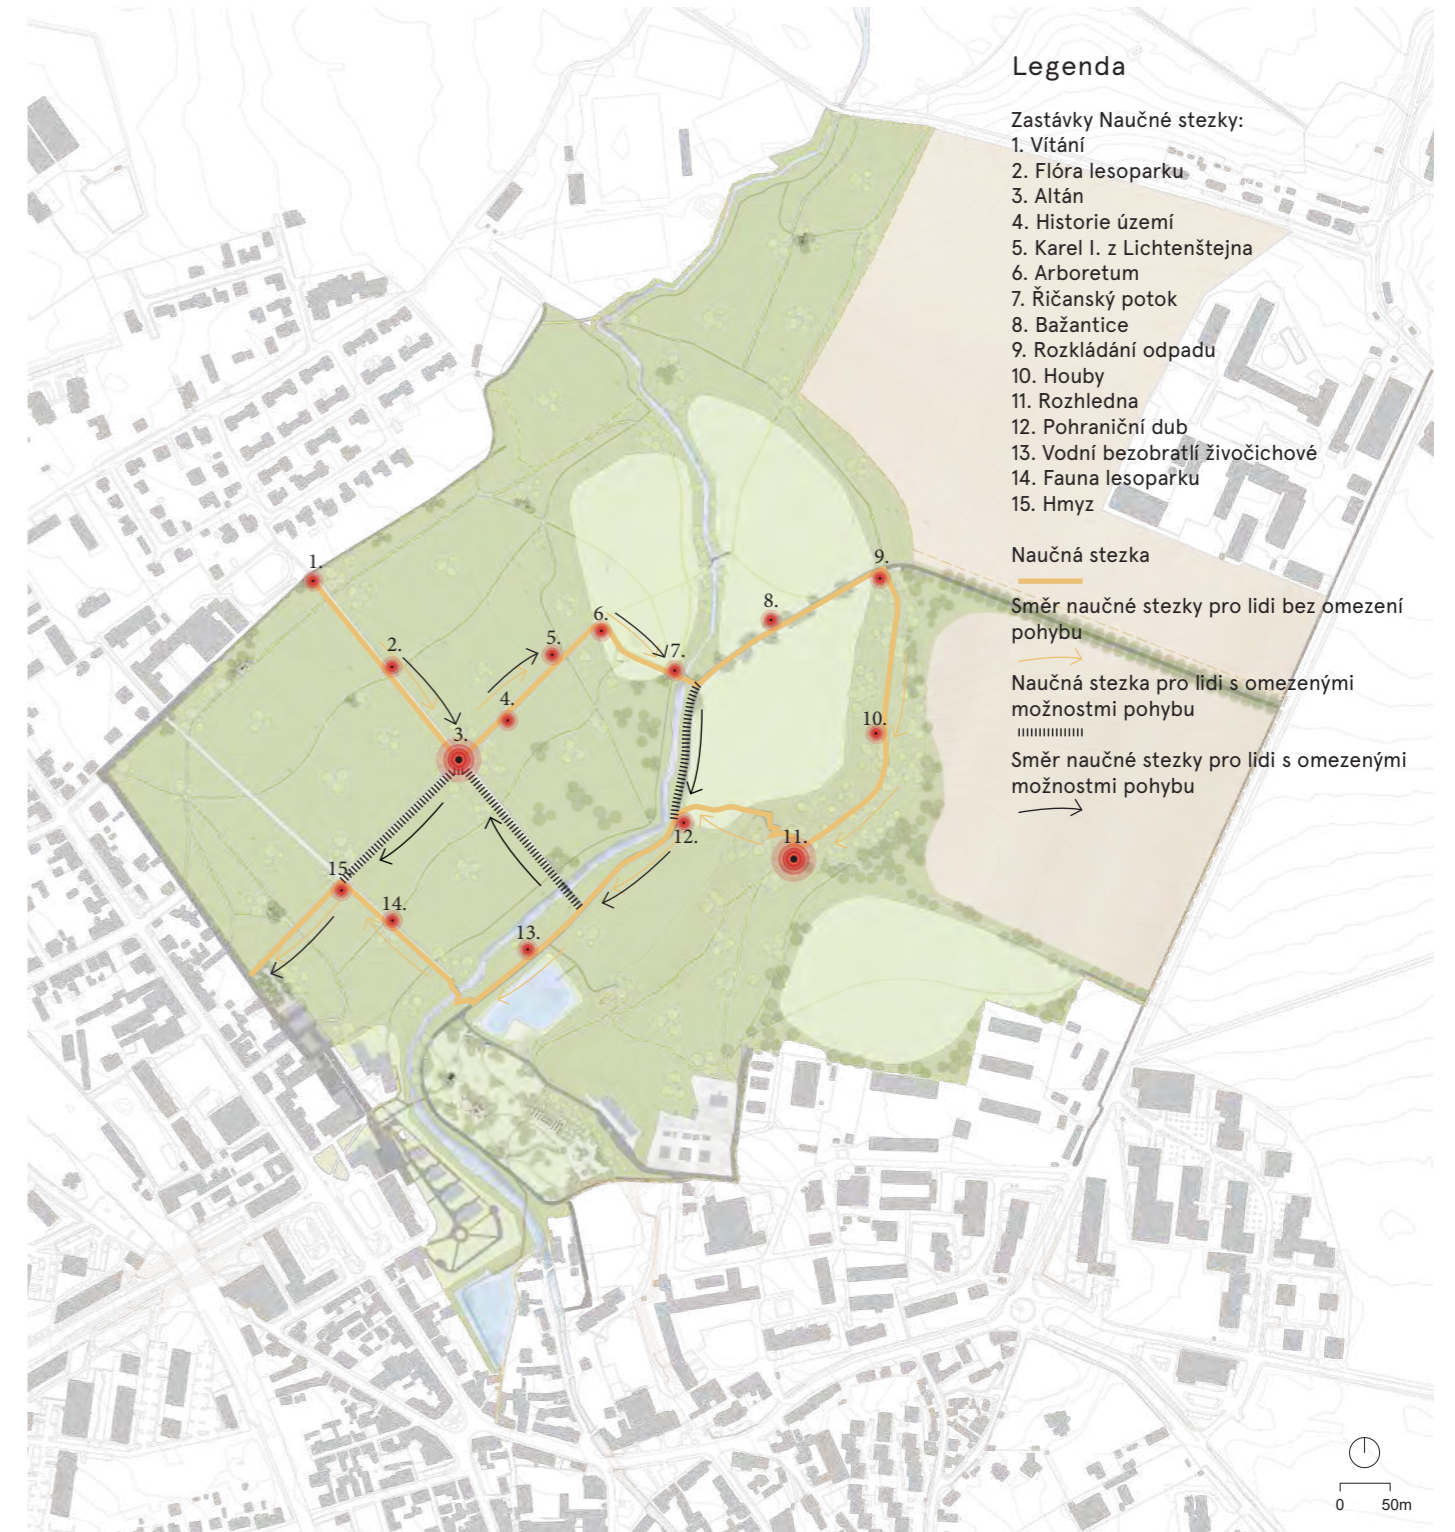 Legenda
Zastávky Naučné stezky:
1. Vítání
2. Flóra lesoparku
3. Altán
4. Historie území
5. Karel I. z Lichtenštejna
6. Arboretum
7. Řičanský potok
8. Bažantice
9. Rozkládání odpadu
10. Houby
11. Rozhledna
12. Pohraniční dub
13. Vodní bezobratlí živočichové
14. Fauna lesoparku
15. Hmyz
Naučná stezka
Směr naučné stezky pro lidi bez omezení
pohybu
Naučná stezka pro lidi s omezenými
možnostmi pohybu
Směr naučné stezky pro lidi s omezenými
možnostmi pohybu
1.
2.
3.
4.
5.
6.
7.
8.
9.
10.
11.
12.
13.
14.
15.
0 50m